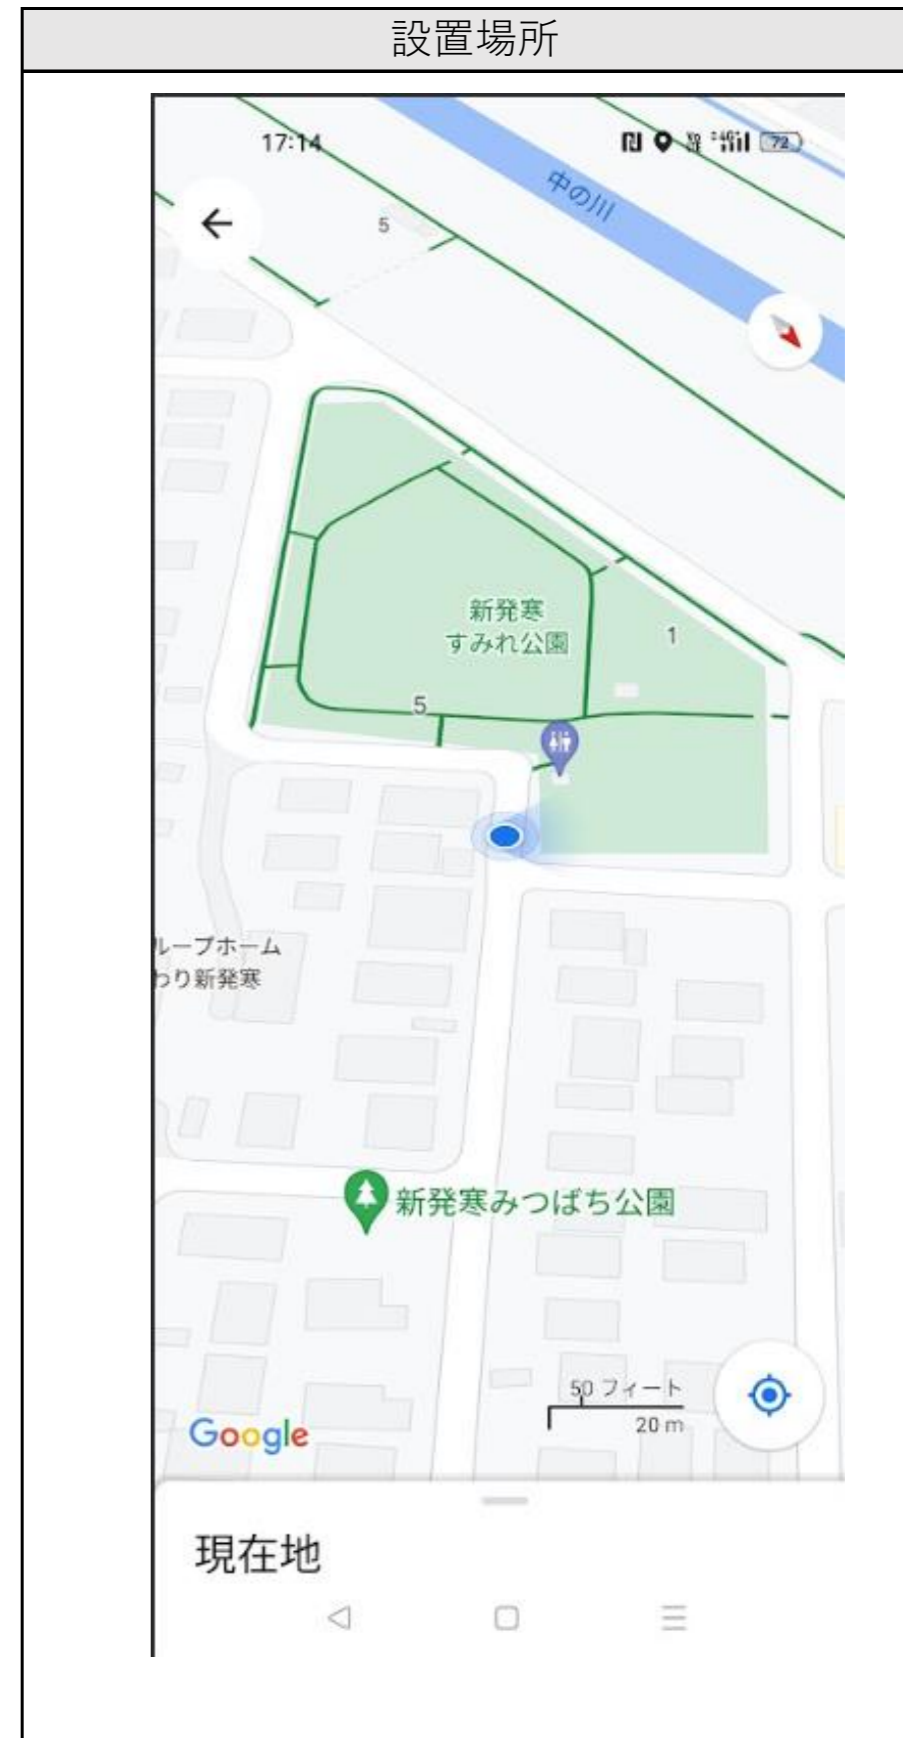 設置場所
17:14
72
中の川
5
新発寒
すみれ公園
1
5
ループホーム
わり新発寒
新発寒みつばち公園
50 フィート
20 m
Google
現在地